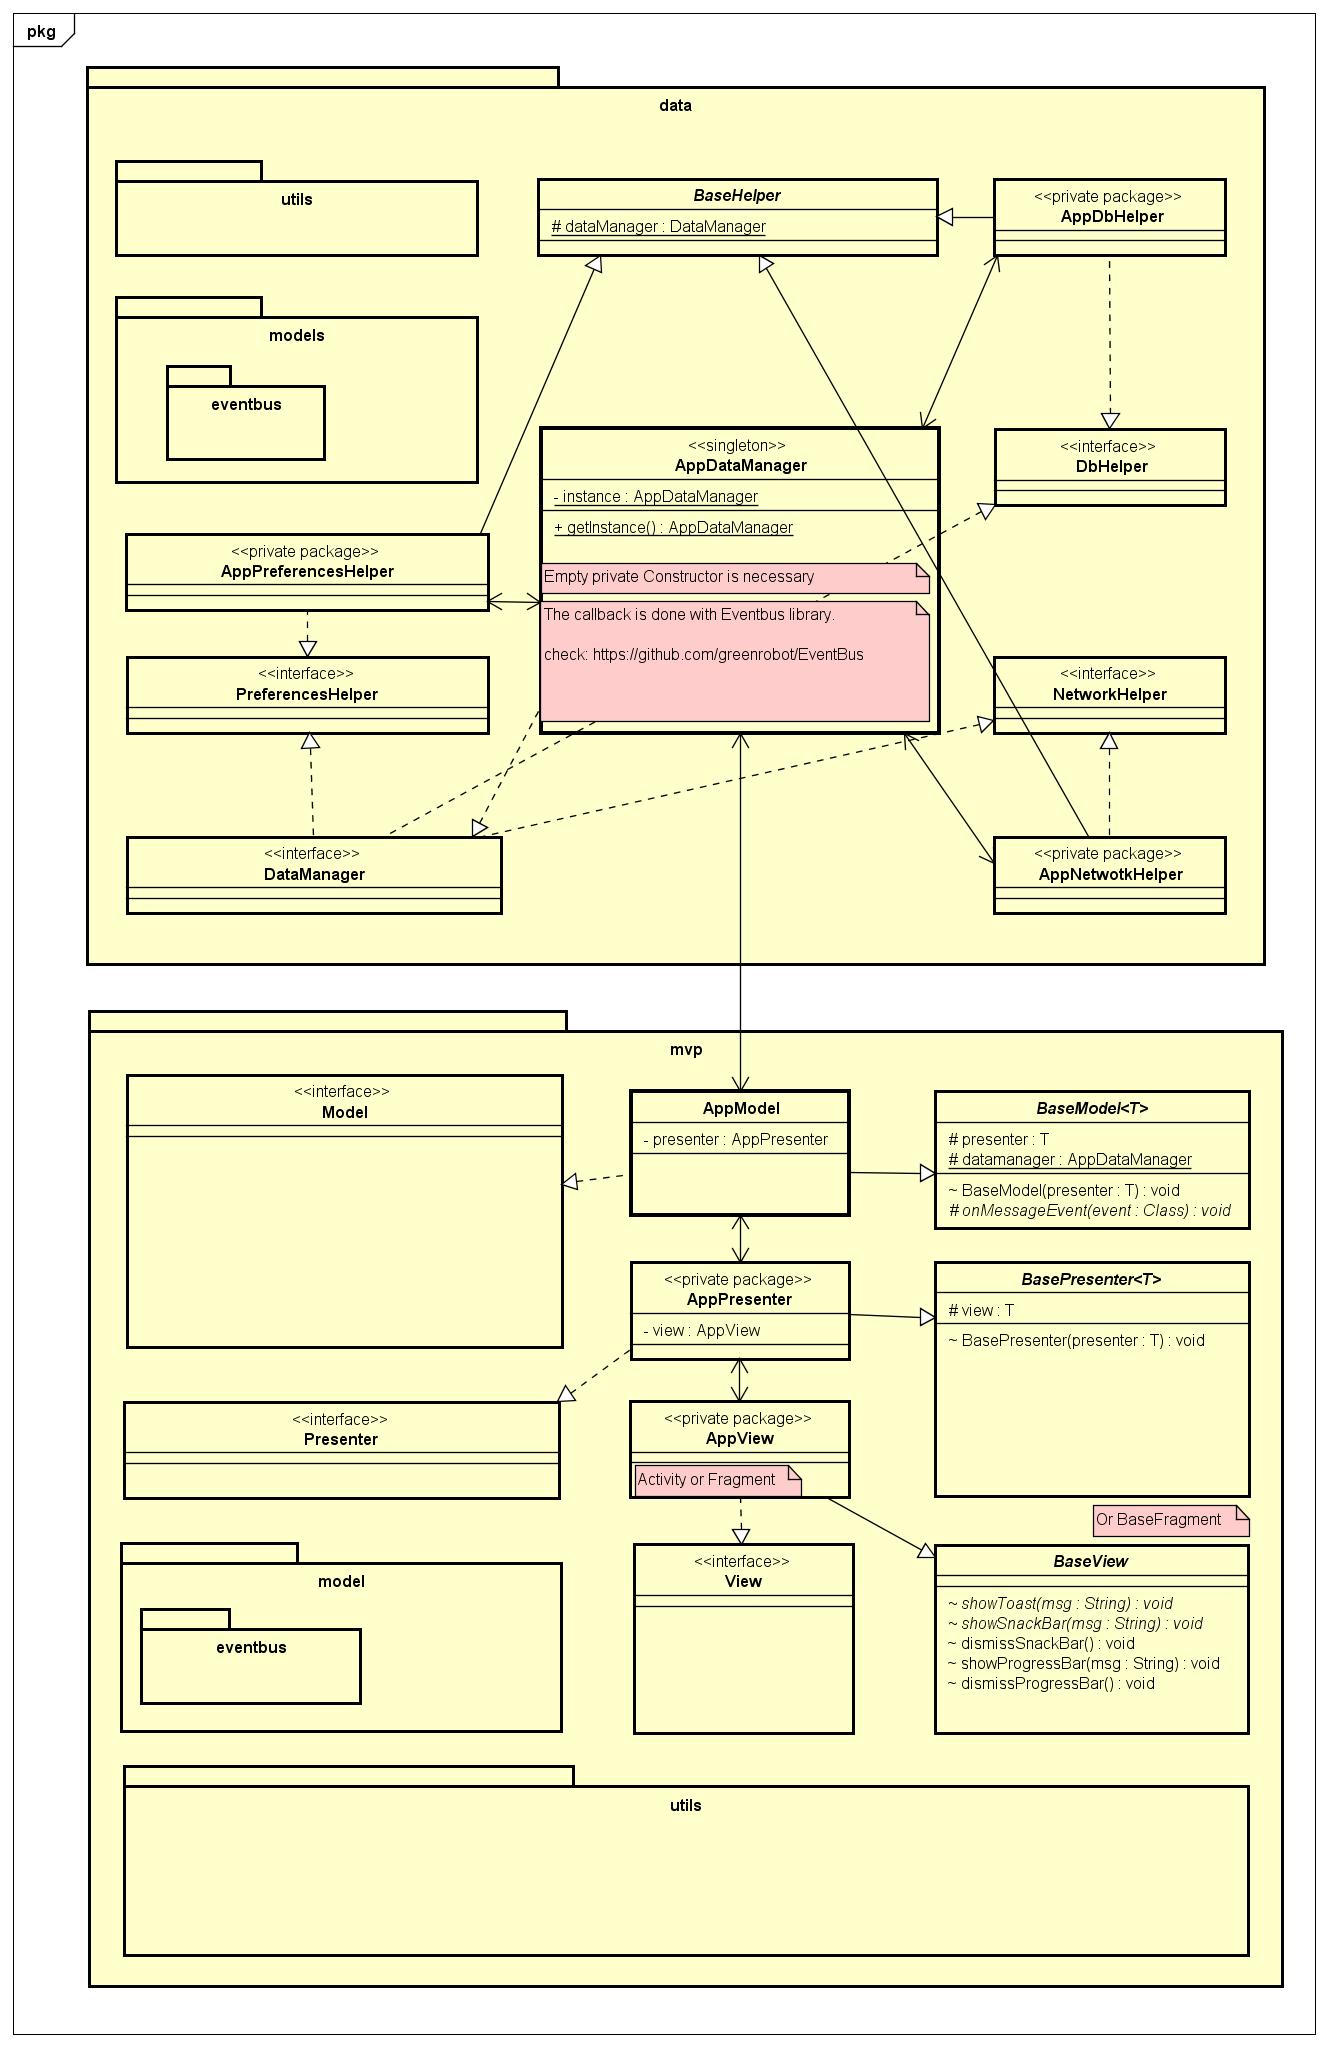 pkg
data
utils
BaseHelper
# dataManager : DataManager
<<private package>>
AppDbHelper
models
eventbus
<<singleton>>
AppDataManager
- instance : AppDataManager
+ getInstance() : AppDataManager
Empty private Constructor is necessary
The callback is done with Eventbus library.
check: https://github.com/greenrobot/EventBus
<<interface>>
DbHelper
<<private package>>
AppPreferencesHelper
<<interface>>
PreferencesHelper
<<interface>>
NetworkHelper
<<interface>>
DataManager
<<private package>>
AppNetwotkHelper
mvp
<<interface>>
Model
AppModel
- presenter : AppPresenter
BaseModel<T>
# presenter : T
# datamanager : AppDataManager
~ BaseModel(presenter : T) : void
# onMessageEvent(event : Class) : void
<<private package>>
AppPresenter
- view : AppView
BasePresenter<T>
# view : T
~ BasePresenter(presenter : T) : void
<<interface>>
Presenter
<<private package>>
AppView
Activity or Fragment
Or BaseFragment
model
eventbus
<<interface>>
View
BaseView
~ showToast(msg : String) : void
~ showSnackBar(msg : String) : void
~ dismissSnackBar() : void
~ showProgressBar(msg : String) : void
~ dismissProgressBar() : void
utils